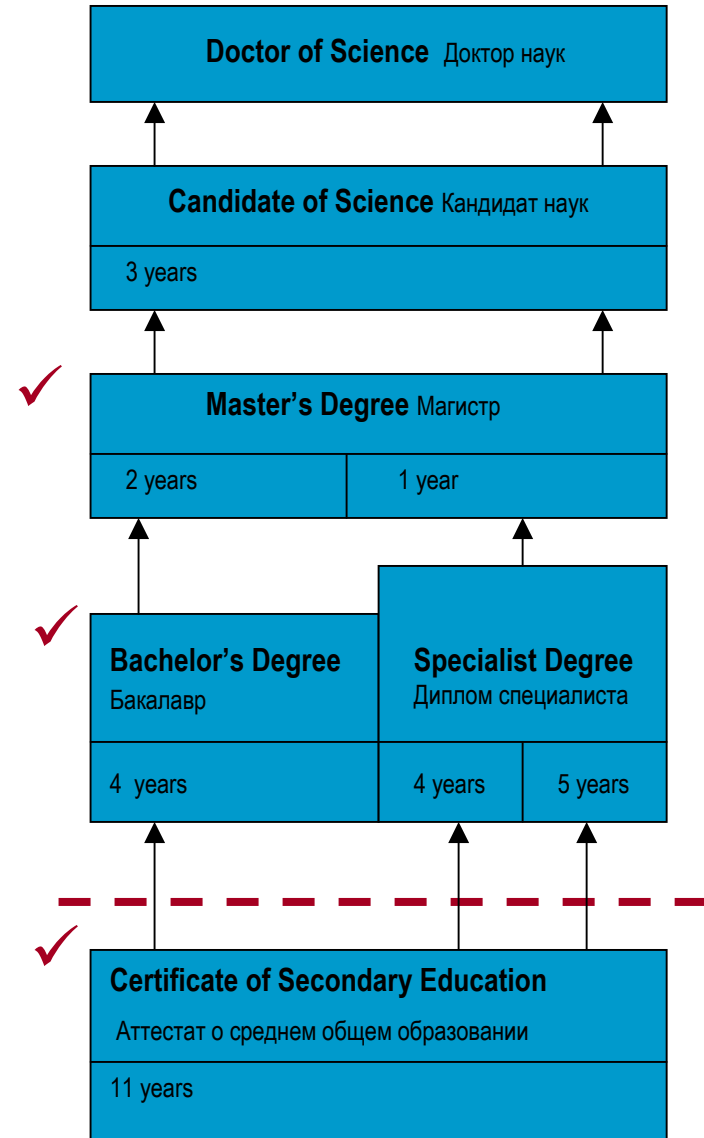 Doctor of Science Доктор наук
Candidate of Science Кандидат наук
3 years
Master’s Degree Магистр
2 years
1 year
Bachelor’s Degree
Бакалавр
4 years
Specialist Degree
Диплом специалиста
4 years
5 years
Certificate of Secondary Education
Аттестат о среднем общем образовании
11 years